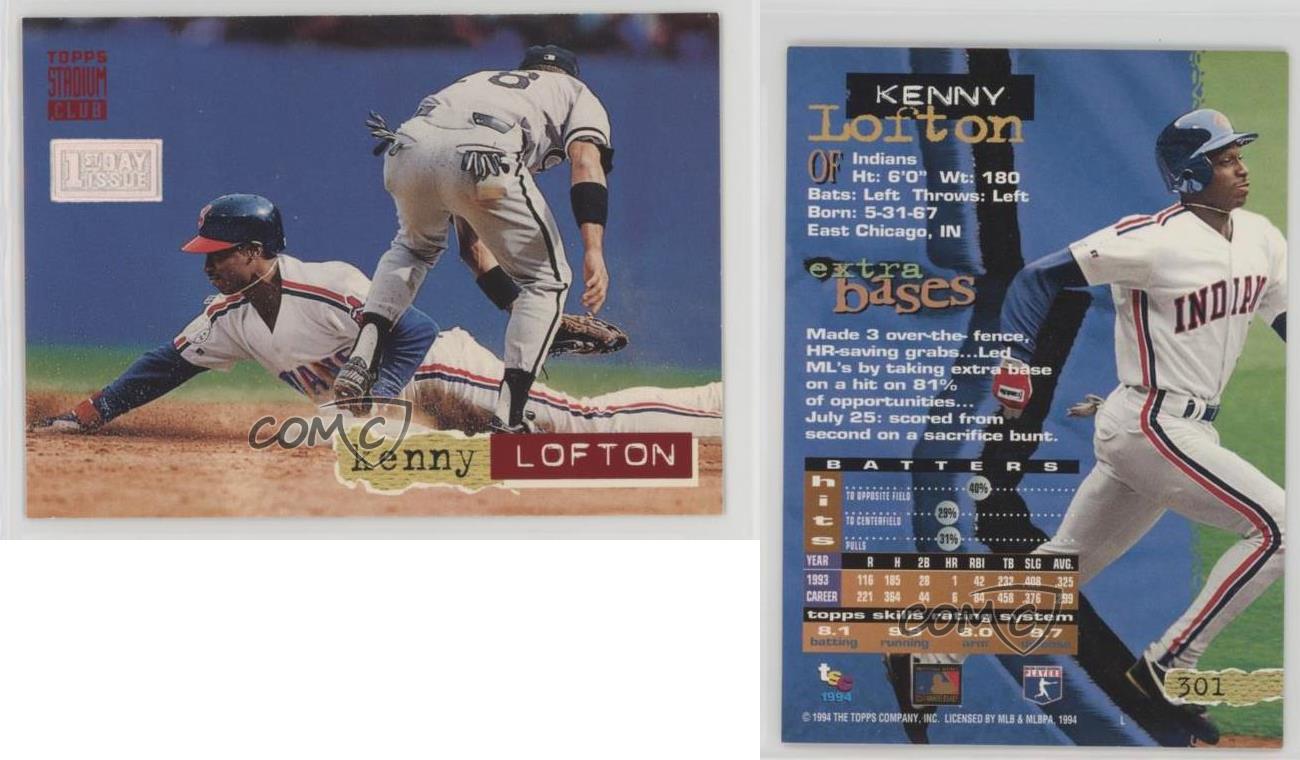 TOPPS
STADIUM
CLUB
1ST DAY
ISSUE
6
INDIANS
COMC
Kenny LOFTON
KENNY
Lofton
OF Indians
Ht: 6'0" Wt: 180
Bats: Left Throws: Left
Born: 5-31-67
East Chicago, IN
extra
bases
Made 3 over-the- fence,
HR-saving grabs...Led
ML's by taking extra base
on a hit on 81%
of opportunities...
July 25: scored from
second on a sacrifice bunt.
BATTERS
hits
TO OPPOSITE FIELD 40%
TO CENTERFIELD 29%
PULLS 31%
YEAR R H 2B HR RBI TB SLG AVG.
1993 116 185 28 1 42 232 .408 .325
CAREER 221 364 44 6 84 458 .376
topps skills rating system
8.1 8.0 9.7
batting running arm defense
COMC
INDIAN
tsc
1994
PLAYERS
301
© 1994 THE TOPPS COMPANY, INC. LICENSED BY MLB & MLBPA, 1994 L